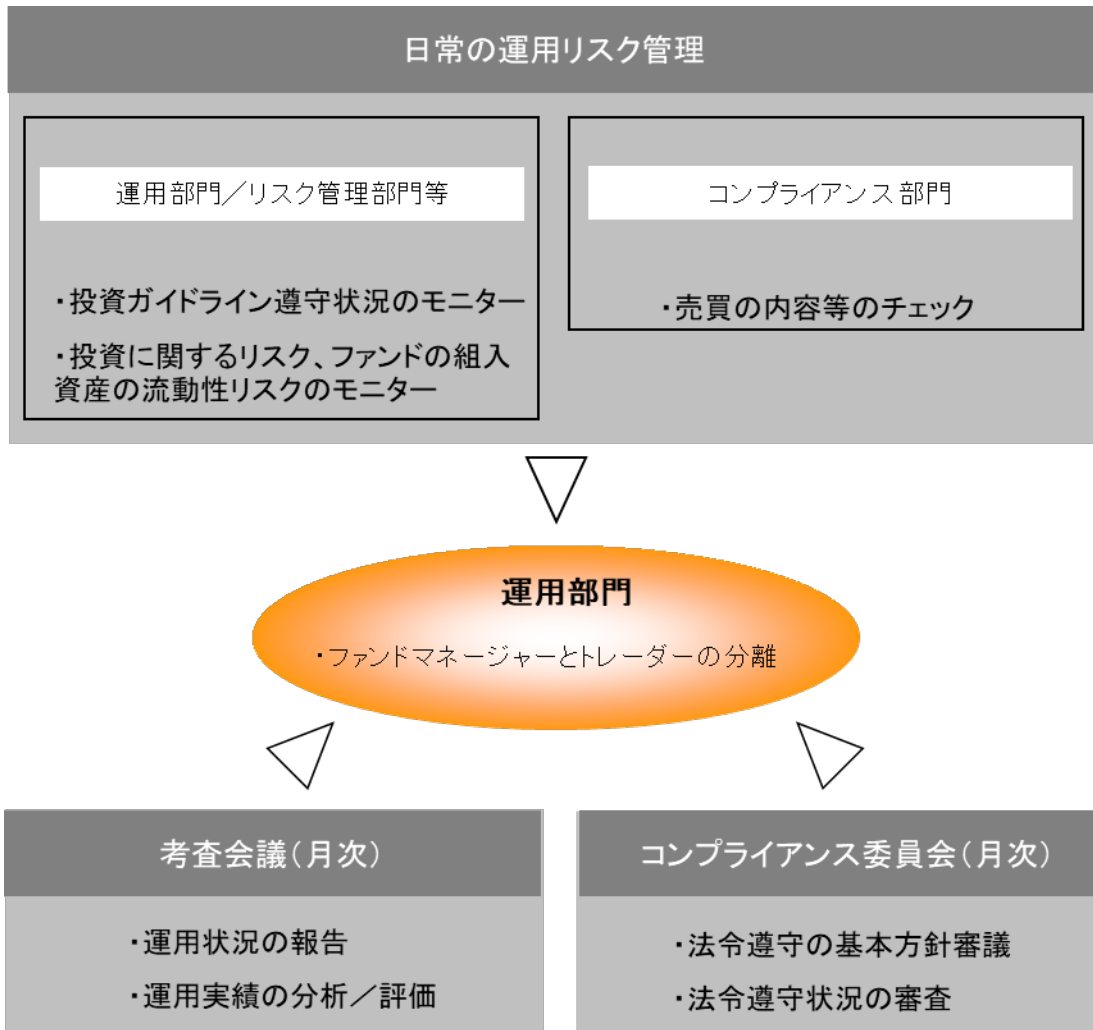 日常の運用リスク管理
運用部門／リスク管理部門等
・投資ガイドライン遵守状況のモニター
・投資に関するリスク、ファンドの組入
資産の流動性リスクのモニター
コンプライアンス部門
・売買の内容等のチェック
運用部門
・ファンドマネージャーとトレーダーの分離
考査会議(月次)
・運用状況の報告
・運用実績の分析／評価
コンプライアンス委員会(月次)
・法令遵守の基本方針審議
・法令遵守状況の審査